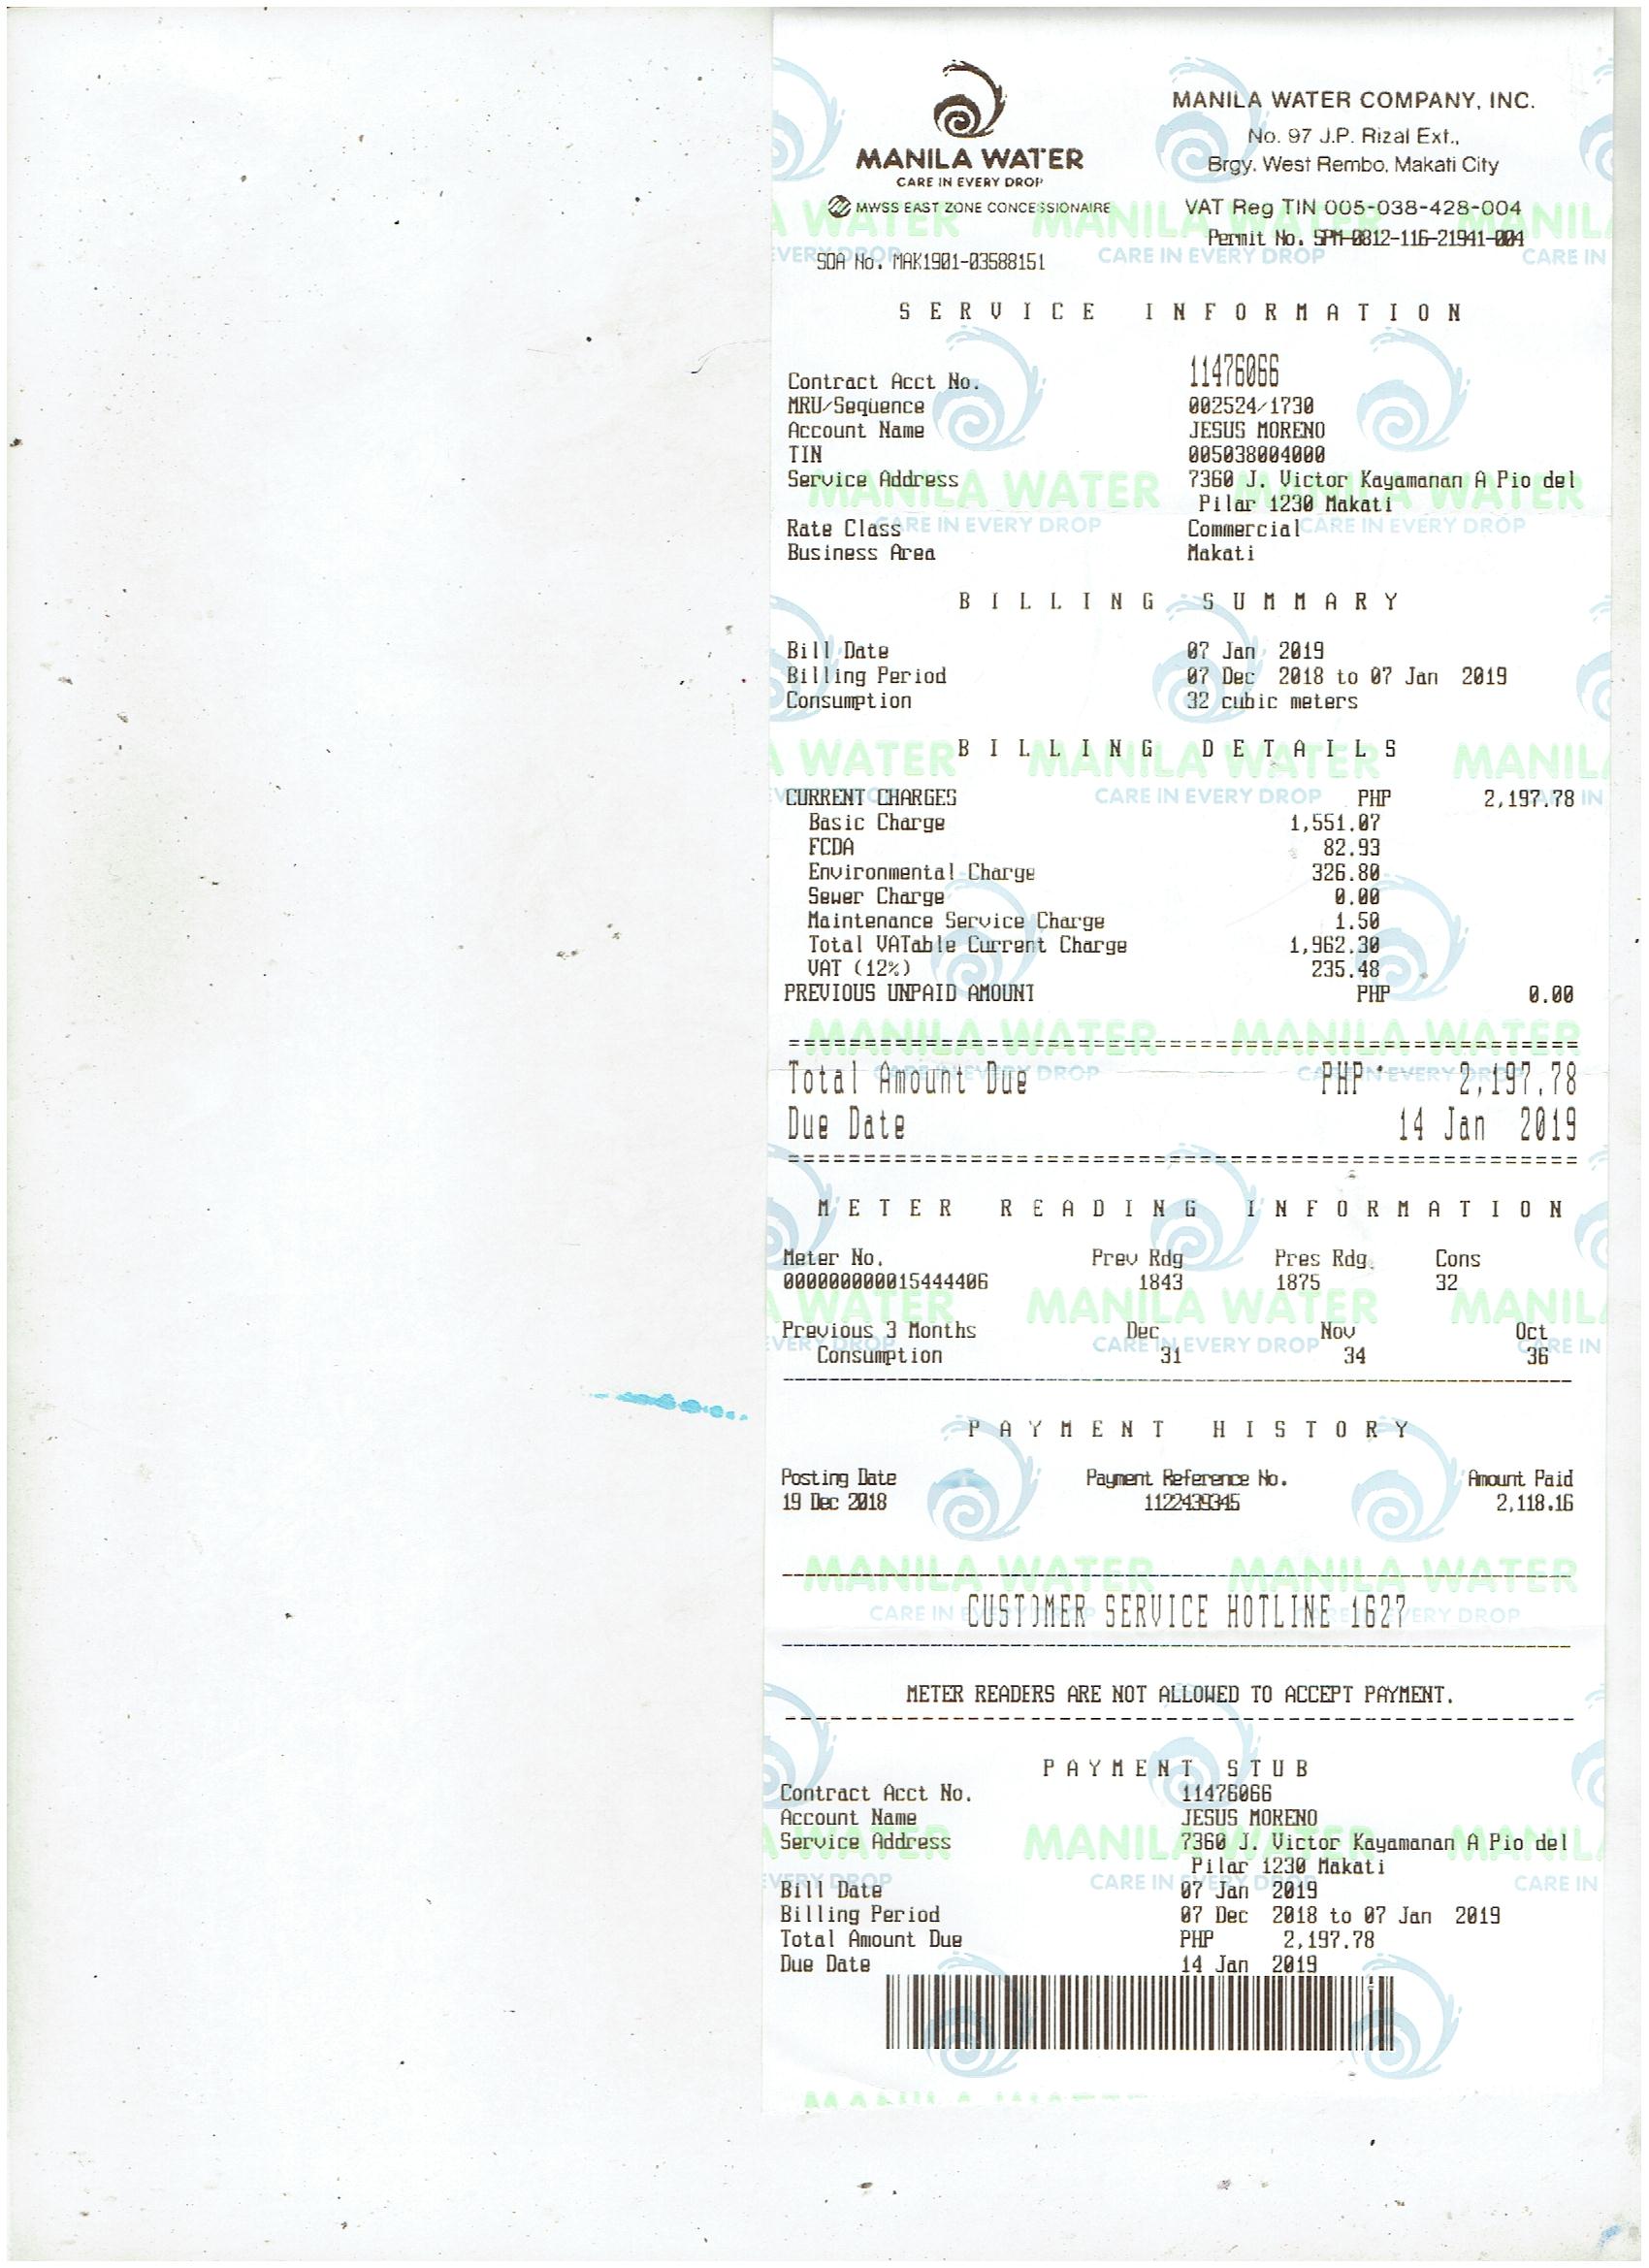 MANILA WATER
CARE IN EVERY DROP
MWSS EAST ZONE CONCESSIONAIRE
MANILA WATER COMPANY, INC.
No. 97 J.P. Rizal Ext.,
Brgy. West Rembo, Makati City
VAT Reg TIN 005-038-428-004
Permit No. SPM-0812-116-21941-004
SOA No. MAK1901-03588151
SERVICE INFORMATION
Contract Acct No. 11476066
MRU/Sequence 002524/1730
Account Name JESUS MORENO
TIN 005038004000
Service Address 7360 J. Victor Kayamanan A Pio del
Pilar 1230 Makati
Rate Class Commercial
Business Area Makati
BILLING SUMMARY
Bill Date 07 Jan 2019
Billing Period 07 Dec 2018 to 07 Jan 2019
Consumption 32 cubic meters
BILLING DETAILS
CURRENT CHARGES PHP 2,197.78
Basic Charge 1,551.07
FCDA 82.93
Environmental Charge 326.80
Sewer Charge 0.00
Maintenance Service Charge 1.50
Total VATable Current Charge 1,962.30
VAT (12%) 235.48
PREVIOUS UNPAID AMOUNT PHP 0.00
Total Amount Due PHP 2,197.78
Due Date 14 Jan 2019
METER READING INFORMATION
Meter No. Prev Rdg Pres Rdg. Cons
000000000015444406 1843 1875 32
Previous 3 Months Dec Nov Oct
Consumption 31 34 36
PAYMENT HISTORY
Posting Date Payment Reference No. Amount Paid
19 Dec 2018 1122439345 2,118.16
CUSTOMER SERVICE HOTLINE 1627
METER READERS ARE NOT ALLOWED TO ACCEPT PAYMENT.
PAYMENT STUB
Contract Acct No. 11476066
Account Name JESUS MORENO
Service Address 7360 J. Victor Kayamanan A Pio del
Pilar 1230 Makati
Bill Date 07 Jan 2019
Billing Period 07 Dec 2018 to 07 Jan 2019
Total Amount Due PHP 2,197.78
Due Date 14 Jan 2019